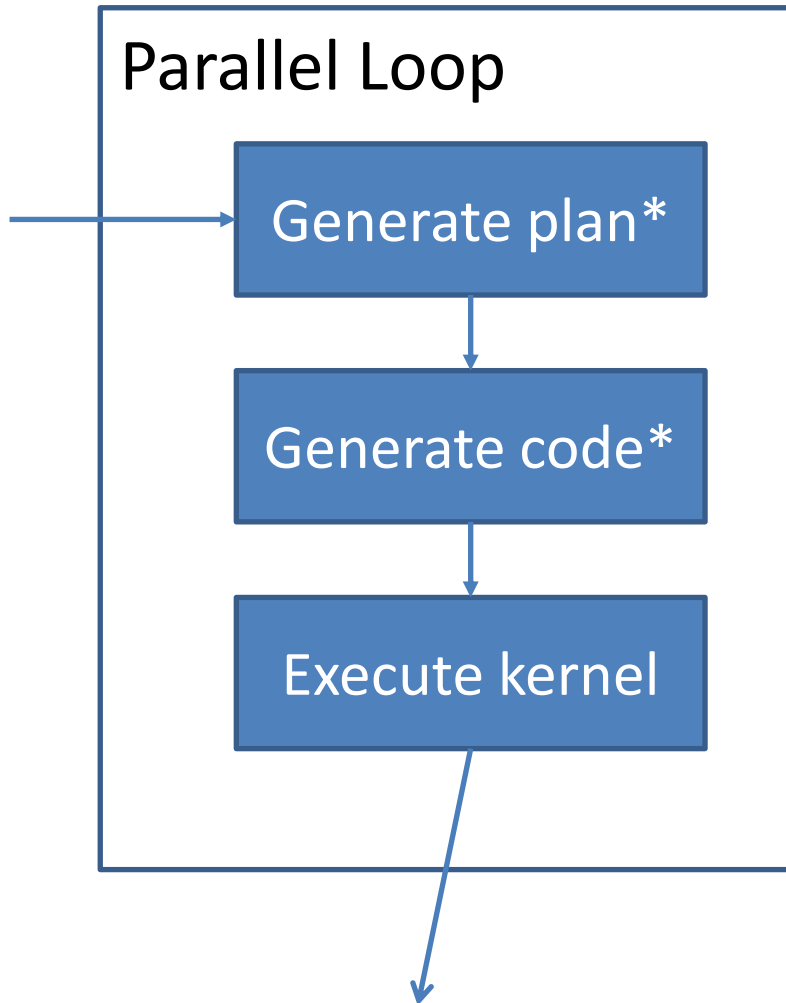 Parallel Loop
Generate plan*
Generate code*
Execute kernel